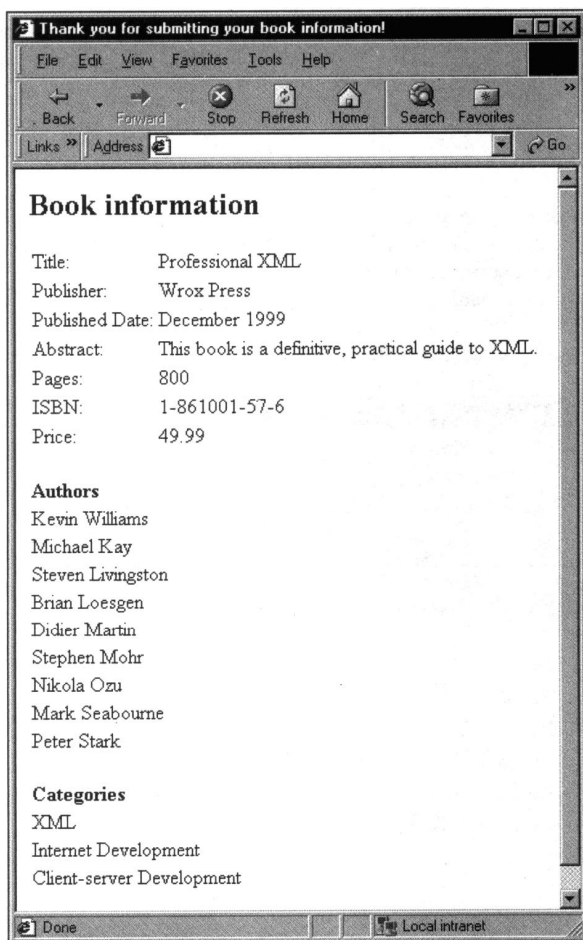 Thank you for submitting your book information!
File Edit View Favorites Tools Help
Back Forward Stop Refresh Home Search Favorites »
Links » Address Go
Book information
Title: Professional XML
Publisher: Wrox Press
Published Date: December 1999
Abstract: This book is a definitive, practical guide to XML.
Pages: 800
ISBN: 1-861001-57-6
Price: 49.99
Authors
Kevin Williams
Michael Kay
Steven Livingston
Brian Loesgen
Didier Martin
Stephen Mohr
Nikola Ozu
Mark Seabourne
Peter Stark
Categories
XML
Internet Development
Client-server Development
Done Local intranet